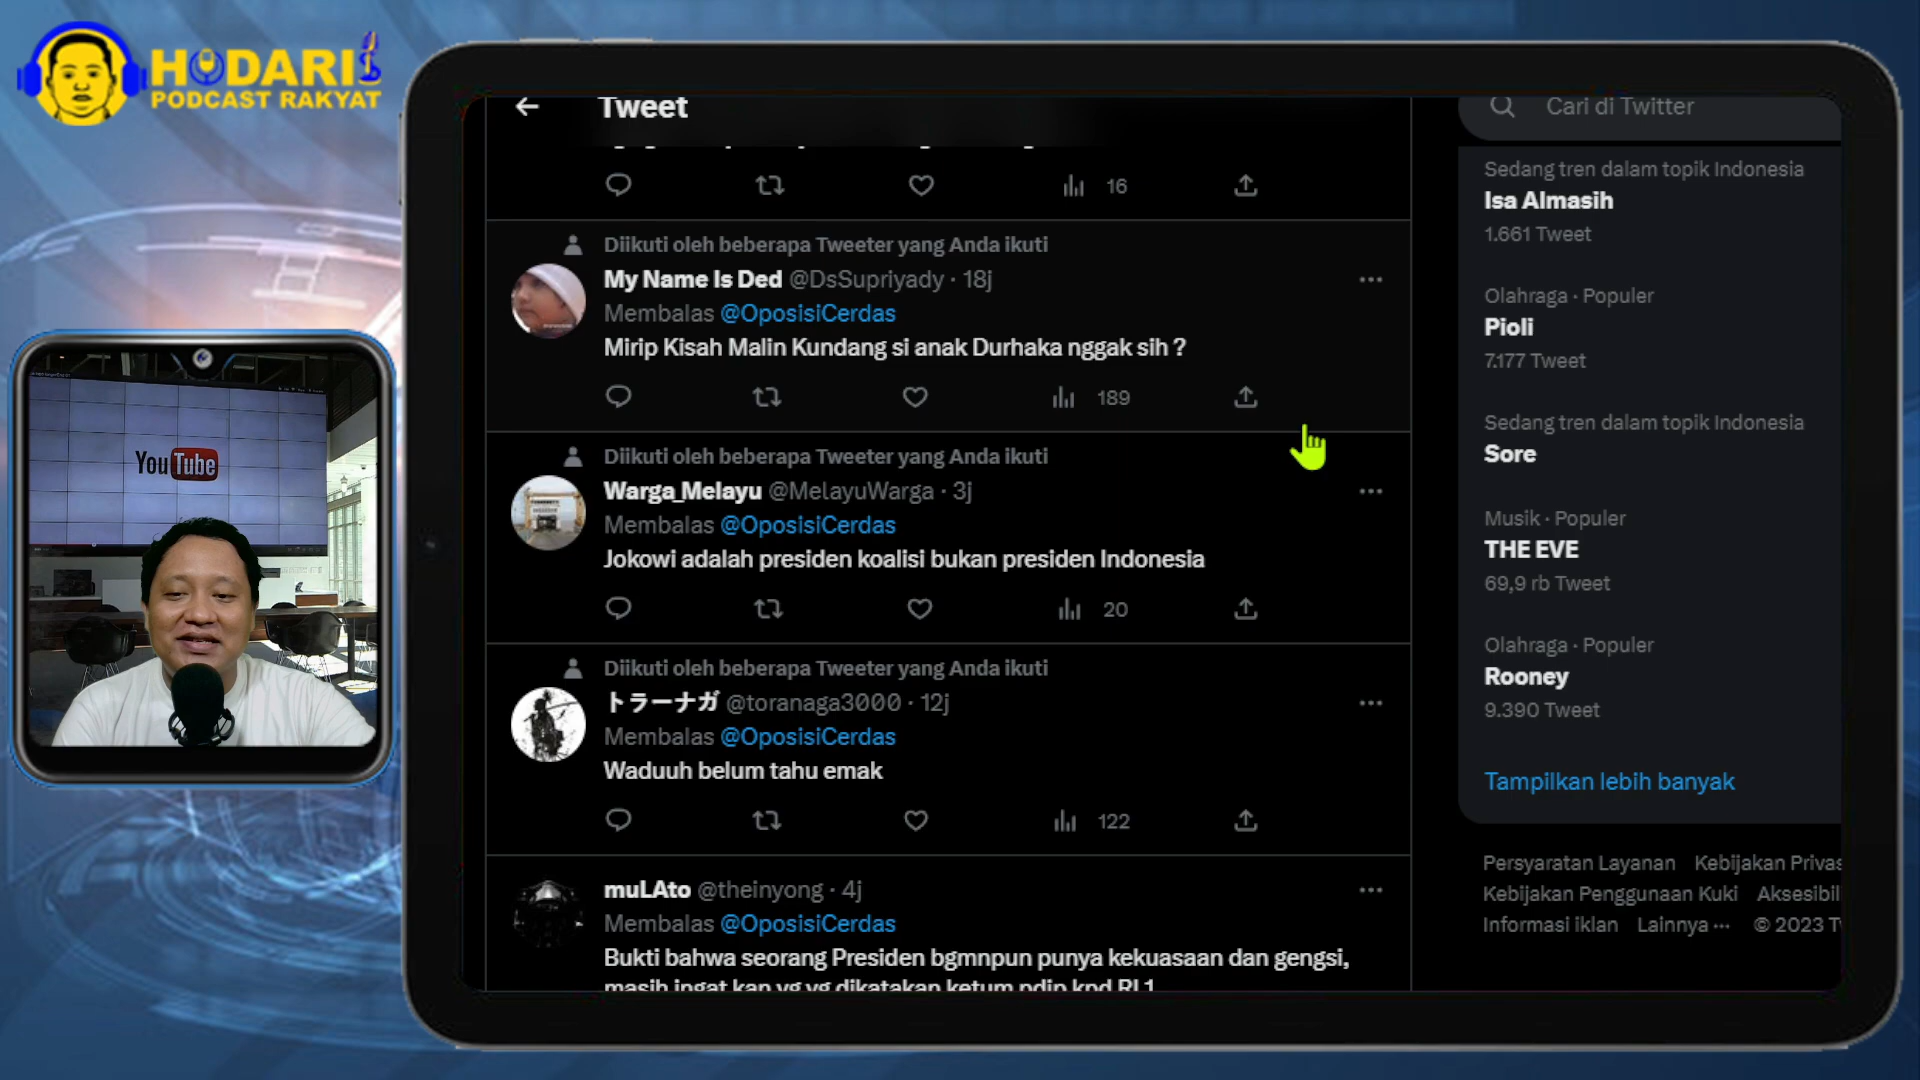 HODARI
PODCAST RAKYAT
YouTube
Tweet
16
Diikuti oleh beberapa Tweeter yang Anda ikuti
My Name Is Ded @DsSupriyady · 18j
Membalas @OposisiCerdas
Mirip Kisah Malin Kundang si anak Durhaka nggak sih ?
189
Diikuti oleh beberapa Tweeter yang Anda ikuti
Warga_Melayu @MelayuWarga · 3j
Membalas @OposisiCerdas
Jokowi adalah presiden koalisi bukan presiden Indonesia
20
Diikuti oleh beberapa Tweeter yang Anda ikuti
トラーナガ @toranaga3000 · 12j
Membalas @OposisiCerdas
Waduuh belum tahu emak
122
muLAto @theinyong · 4j
Membalas @OposisiCerdas
Bukti bahwa seorang Presiden bgmnpun punya kekuasaan dan gengsi,
masih ingat kan yg yg dikatakan ketum pdip kpd RI 1
Cari di Twitter
Sedang tren dalam topik Indonesia
Isa Almasih
1.661 Tweet
Olahraga · Populer
Pioli
7.177 Tweet
Sedang tren dalam topik Indonesia
Sore
Musik · Populer
THE EVE
69,9 rb Tweet
Olahraga · Populer
Rooney
9.390 Tweet
Tampilkan lebih banyak
Persyaratan Layanan Kebijakan Privas
Kebijakan Penggunaan Kuki Aksesibil
Informasi iklan Lainnya ··· © 2023 Tw